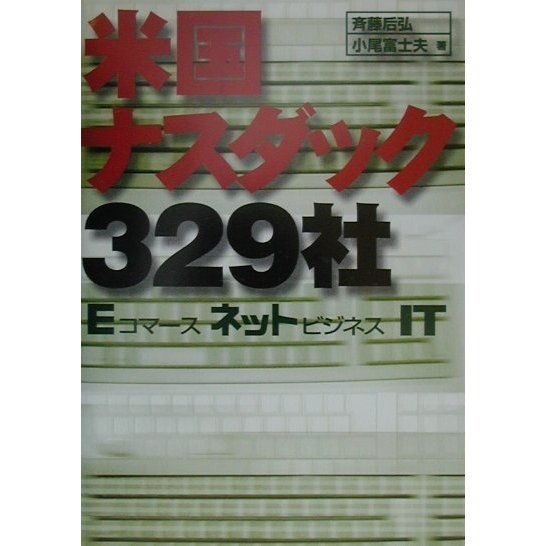 斉藤后弘
小尾富士夫 著
米国
ナスダック
329社
Eコマース ネットビジネス IT